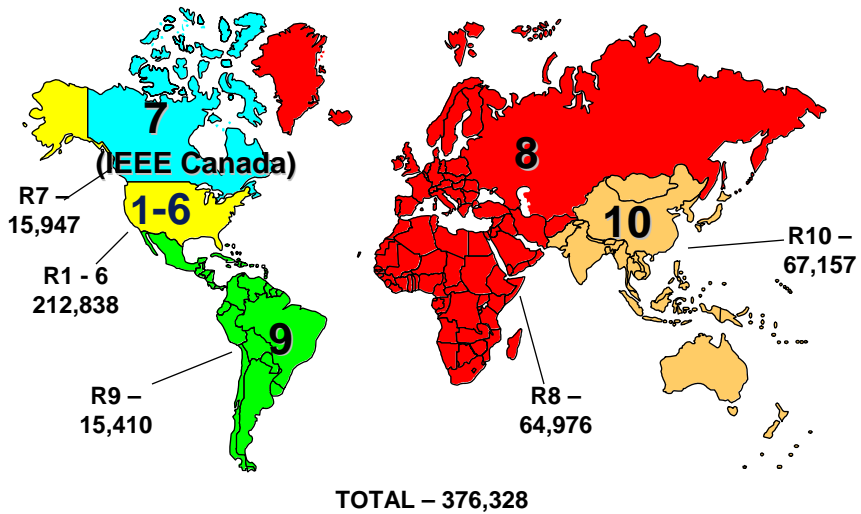 7
(IEEE Canada)
8
R7 –
15,947
1-6
10
R10 –
67,157
R1 - 6
212,838
9
R9 –
15,410
R8 –
64,976
TOTAL – 376,328